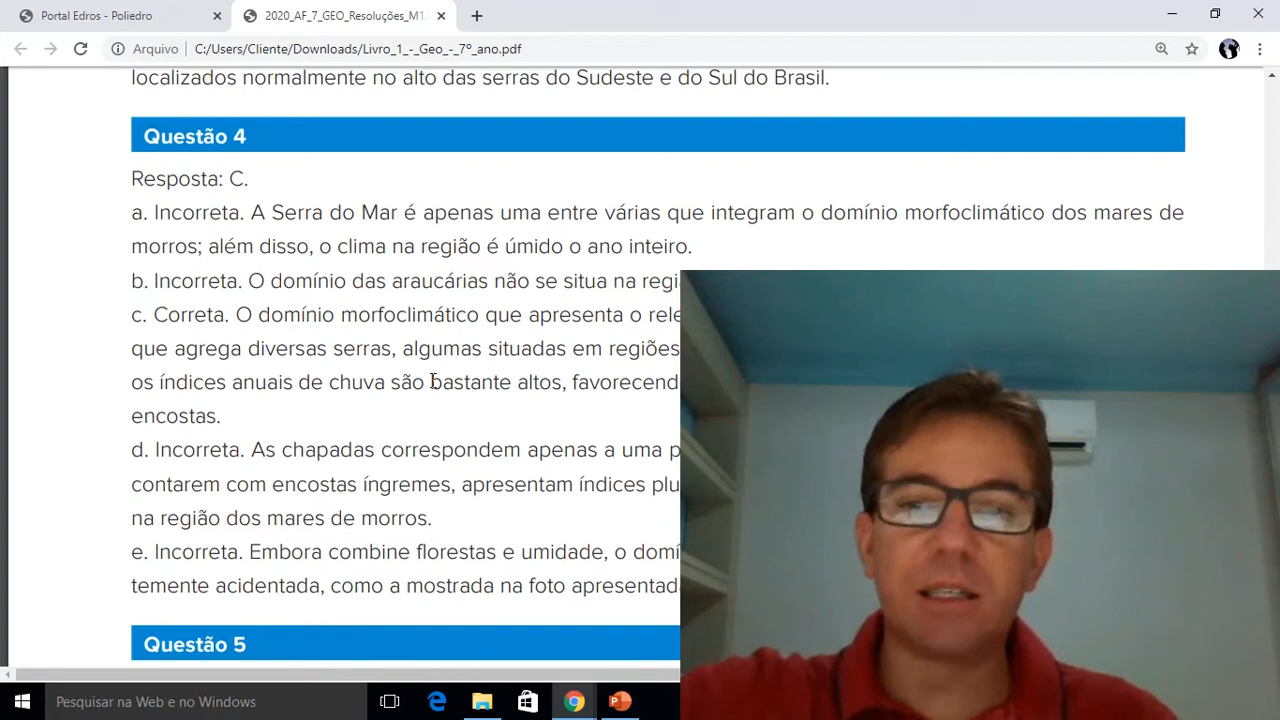 Portal Edros - Poliedro
2020_AF_7_GEO_Resoluções_M1
Arquivo
C:/Users/Cliente/Downloads/Livro_1_-_Geo_-_7º_ano.pdf
localizados normalmente no alto das serras do Sudeste e do Sul do Brasil.
Questão 4
Resposta: C.
a. Incorreta. A Serra do Mar é apenas uma entre várias que integram o domínio morfoclimático dos mares de
morros; além disso, o clima na região é úmido o ano inteiro.
b. Incorreta. O domínio das araucárias não se situa na regi
c. Correta. O domínio morfoclimático que apresenta o rele
que agrega diversas serras, algumas situadas em regiões
os índices anuais de chuva são bastante altos, favorecend
encostas.
d. Incorreta. As chapadas correspondem apenas a uma p
contarem com encostas íngremes, apresentam índices plu
na região dos mares de morros.
e. Incorreta. Embora combine florestas e umidade, o domí
temente acidentada, como a mostrada na foto apresentada
Questão 5
Pesquisar na Web e no Windows